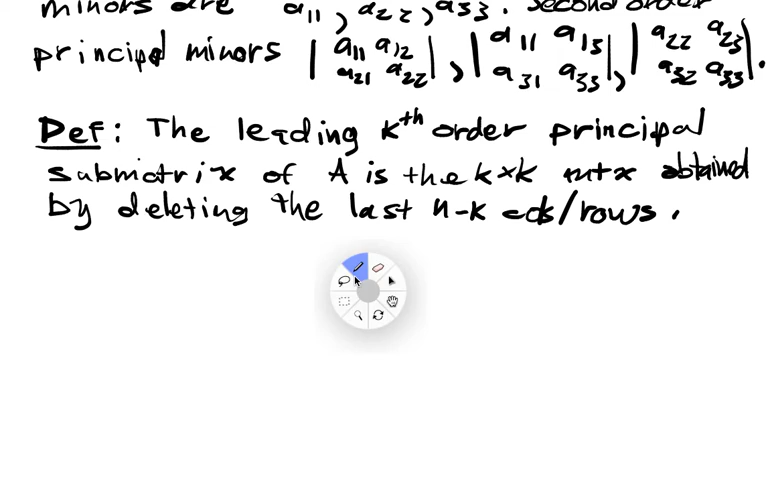 minors are a11, a22, a33. second order
principal minors | a11 a12 a21 a22 |, | a11 a13 a31 a33 |, | a22 a23 a32 a33 |.
Def: The leading kth order principal
submatrix of A is the k×k mtx obtained
by deleting the last n-k cols/rows.